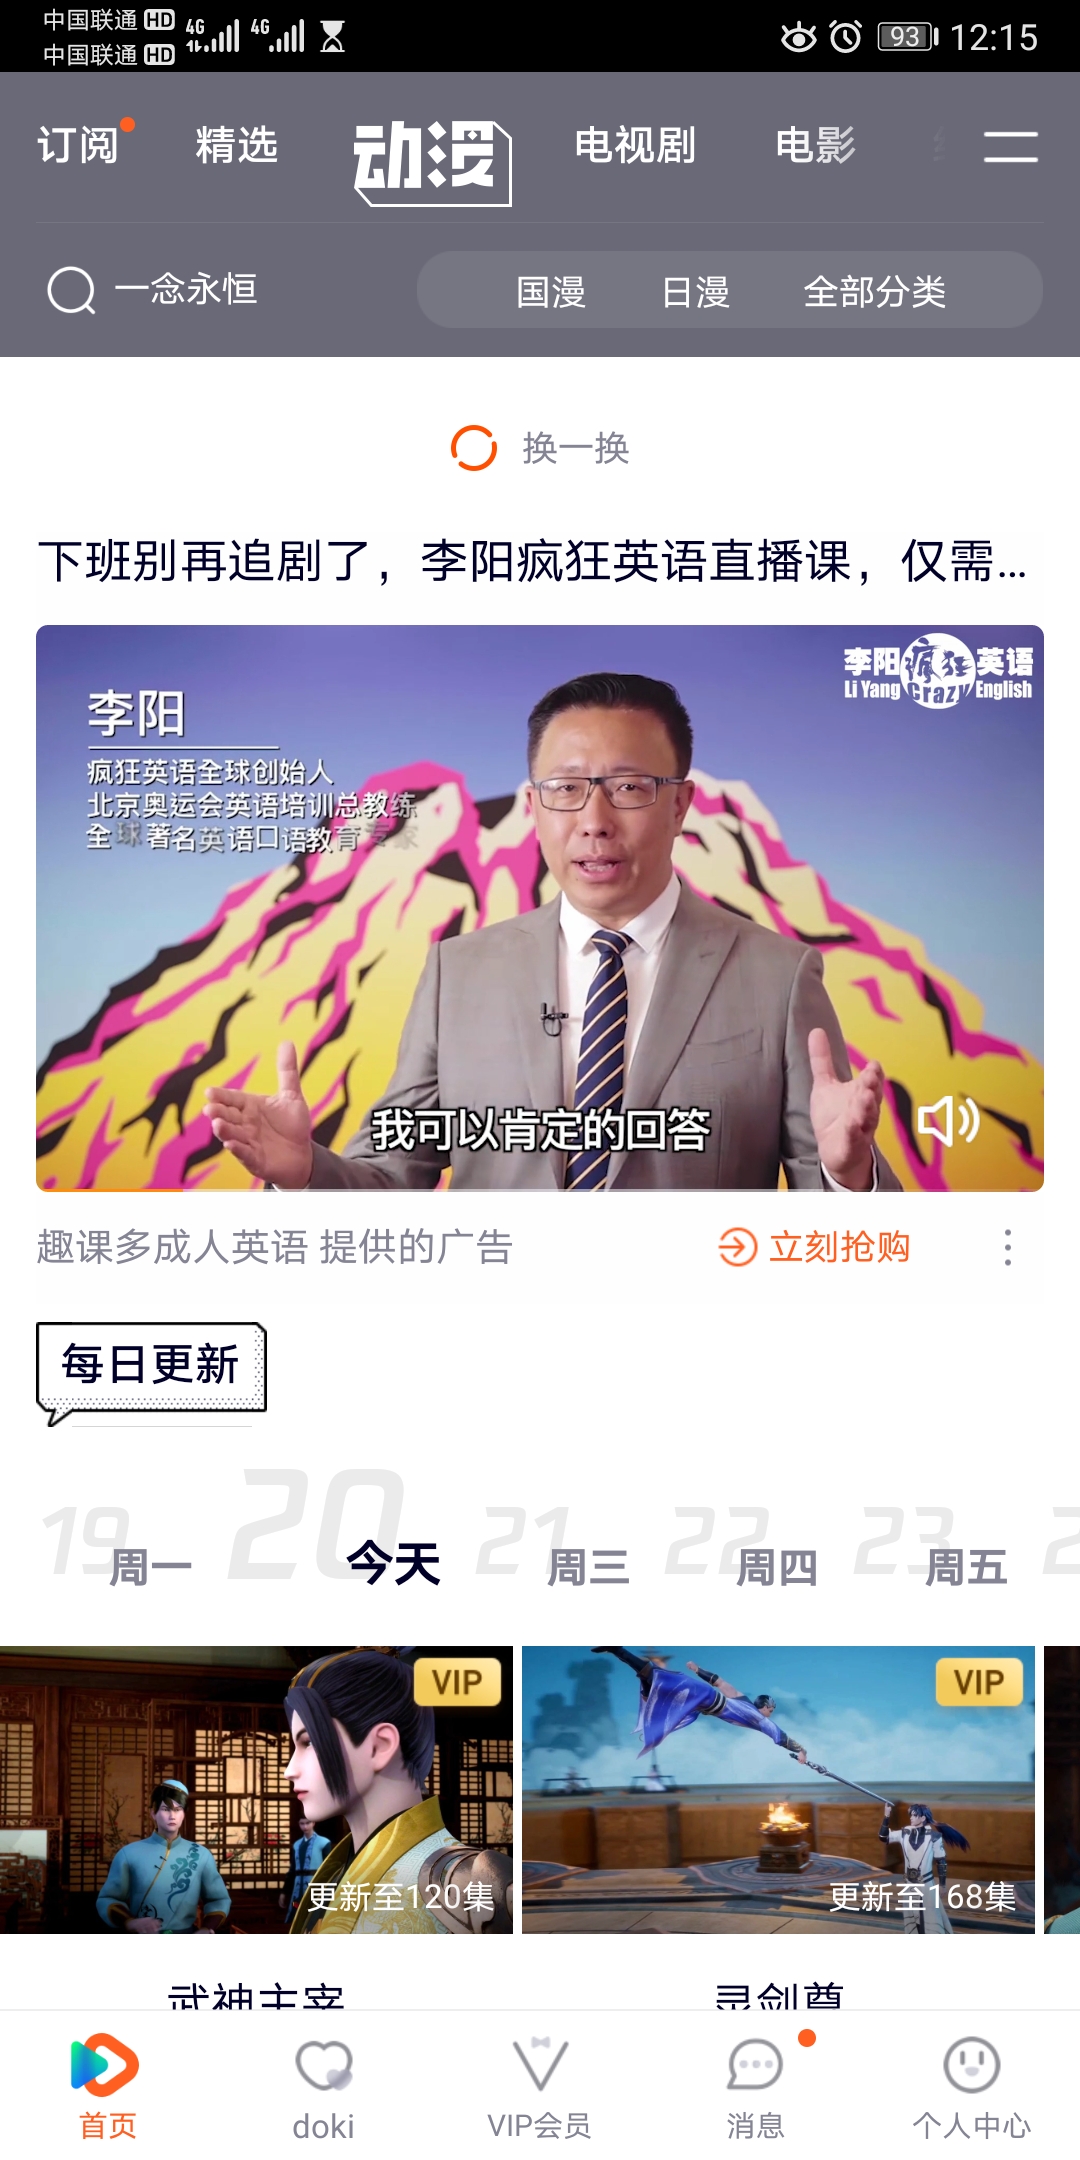 中国联通 HD 4G 4G 93 12:15
中国联通 HD
订阅 精选 动漫 电视剧 电影
一念永恒 国漫 日漫 全部分类
换一换
下班别再追剧了，李阳疯狂英语直播课，仅需...
李阳疯狂英语
Li Yang Crazy English
李阳
疯狂英语全球创始人
北京奥运会英语培训总教练
全球著名英语口语教育专家
我可以肯定的回答
趣课多成人英语 提供的广告 立刻抢购
每日更新
19 20 21 22 23
周一 今天 周三 周四 周五
VIP VIP
更新至120集 更新至168集
武神主宰 灵剑尊
首页 doki VIP会员 消息 个人中心